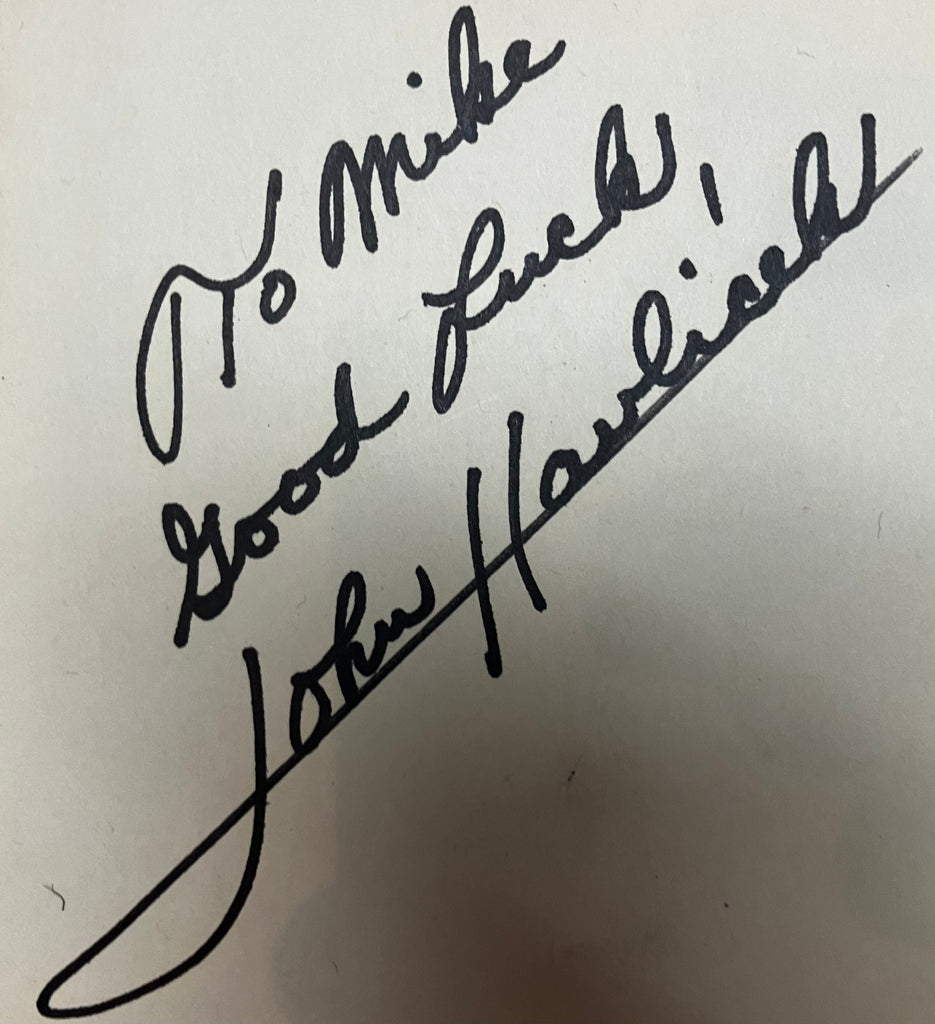 To Mike
Good Luck,
John Havlicek